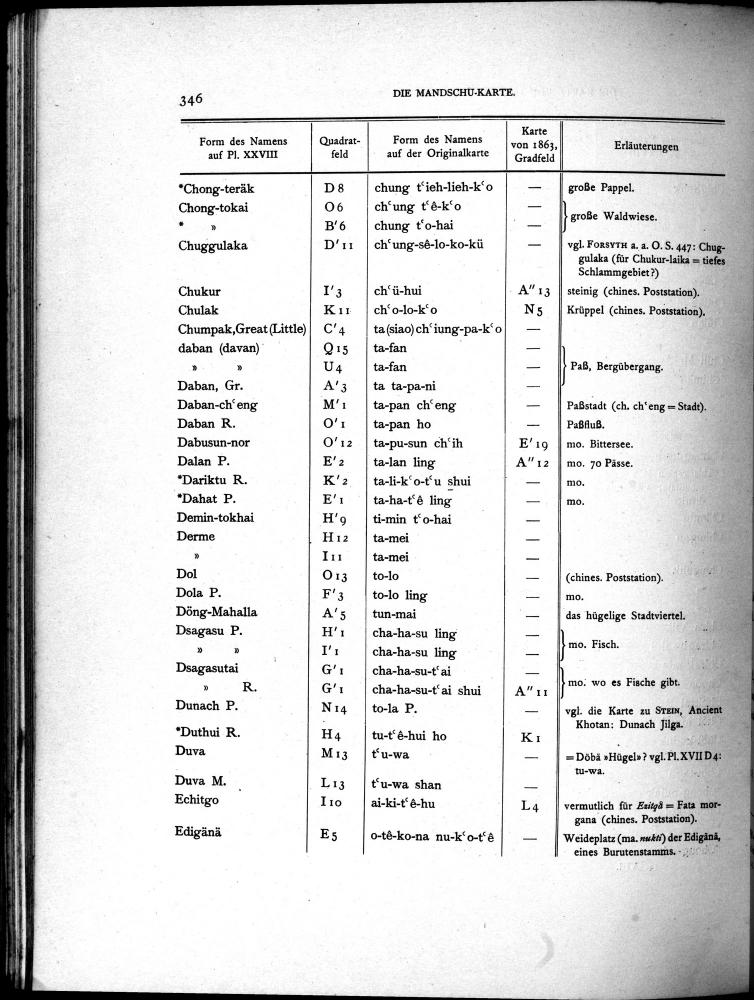 346
DIE MANDSCHU-KARTE.
Form des Namens auf Pl. XXVIII | Quadratfeld | Form des Namens auf der Originalkarte | Karte von 1863, Gradfeld | Erläuterungen
*Chong-teräk | D 8 | chung tʿieh-lieh-kʿo | — | große Pappel.
Chong-tokai | O 6 | chʿung tʿê-kʿo | — | große Waldwiese.
* » | B′ 6 | chung tʿo-hai | —
Chuggulaka | D′ 11 | chʿung-sê-lo-ko-kü | — | vgl. FORSYTH a. a. O. S. 447: Chug-
gulaka (für Chukur-laika = tiefes
Schlammgebiet?)
Chukur | I′ 3 | chʿü-hui | A″ 13 | steinig (chines. Poststation).
Chulak | K 11 | chʿo-lo-kʿo | N 5 | Krüppel (chines. Poststation).
Chumpak, Great (Little) | C′ 4 | ta (siao) chʿiung-pa-kʿo | —
daban (davan) | Q 15 | ta-fan | —
» » | U 4 | ta-fan | — | Paß, Bergübergang.
Daban, Gr. | A′ 3 | ta ta-pa-ni | —
Daban-chʿeng | M′ 1 | ta-pan chʿeng | — | Paßstadt (ch. chʿeng = Stadt).
Daban R. | O′ 1 | ta-pan ho | — | Paßfluß.
Dabusun-nor | O′ 12 | ta-pu-sun chʿih | E′ 19 | mo. Bittersee.
Dalan P. | E′ 2 | ta-lan ling | A″ 12 | mo. 70 Pässe.
*Dariktu R. | K′ 2 | ta-li-kʿo-tʿu shui | — | mo.
*Dahat P. | E′ 1 | ta-ha-tʿê ling | — | mo.
Demin-tokhai | H′ 9 | ti-min tʿo-hai | —
Derme | H 12 | ta-mei | —
» | I 11 | ta-mei | —
Dol | O 13 | to-lo | — | (chines. Poststation).
Dola P. | F′ 3 | to-lo ling | — | mo.
Döng-Mahalla | A′ 5 | tun-mai | — | das hügelige Stadtviertel.
Dsagasu P. | H′ 1 | cha-ha-su ling | — | mo. Fisch.
» » | I′ 1 | cha-ha-su ling | —
Dsagasutai | G′ 1 | cha-ha-su-tʿai | — | mo. wo es Fische gibt.
» R. | G′ 1 | cha-ha-su-tʿai shui | A″ 11
Dunach P. | N 14 | to-la P. | — | vgl. die Karte zu STEIN, Ancient
Khotan: Dunach Jilga.
*Duthui R. | H 4 | tu-tʿê-hui ho | K 1
Duva | M 13 | tʿu-wa | — | = Döbä »Hügel«? vgl. Pl. XVII D 4:
tu-wa.
Duva M. | L 13 | tʿu-wa shan | —
Echitgo | I 10 | ai-ki-tʿê-hu | L 4 | vermutlich für Ezitqå = Fata mor-
gana (chines. Poststation).
Edigänä | E 5 | o-tê-ko-na nu-kʿo-tʿê | — | Weideplatz (ma. nukti) der Edigänä,
eines Burutenstamms.